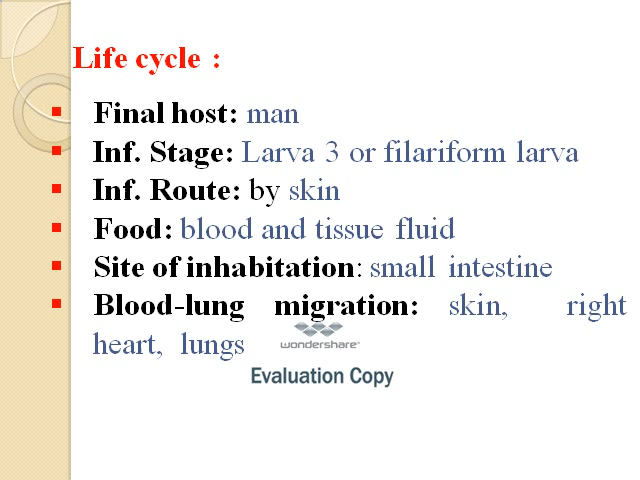 Life cycle :
Final host: man
Inf. Stage: Larva 3 or filariform larva
Inf. Route: by skin
Food: blood and tissue fluid
Site of inhabitation: small intestine
Blood-lung migration: skin, right
heart, lungs
wondershare
Evaluation Copy